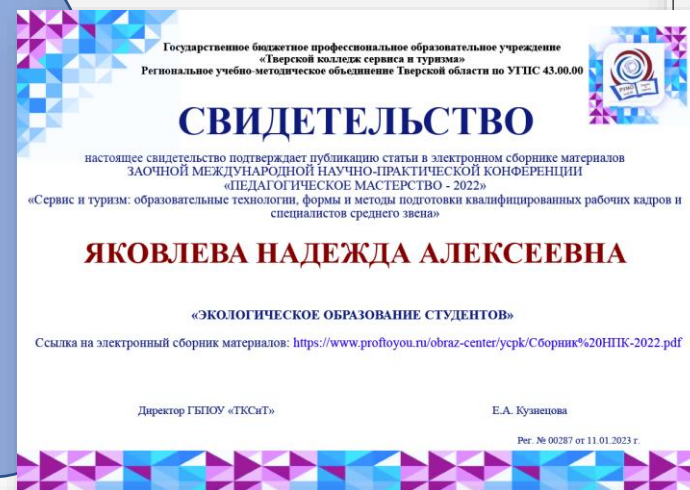 Государственное бюджетное профессиональное образовательное учреждение
«Тверской колледж сервиса и туризма»
Региональное учебно-методическое объединение Тверской области по УГПС 43.00.00
СВИДЕТЕЛЬСТВО
настоящее свидетельство подтверждает публикацию статьи в электронном сборнике материалов
ЗАОЧНОЙ МЕЖДУНАРОДНОЙ НАУЧНО-ПРАКТИЧЕСКОЙ КОНФЕРЕНЦИИ
«ПЕДАГОГИЧЕСКОЕ МАСТЕРСТВО - 2022»
«Сервис и туризм: образовательные технологии, формы и методы подготовки квалифицированных рабочих кадров и
специалистов среднего звена»
ЯКОВЛЕВА НАДЕЖДА АЛЕКСЕЕВНА
«ЭКОЛОГИЧЕСКОЕ ОБРАЗОВАНИЕ СТУДЕНТОВ»
Ссылка на электронный сборник материалов: https://www.proftoyou.ru/obraz-center/ycpk/Сборник%20НПК-2022.pdf
Директор ГБПОУ «ТКСиТ»
Е.А. Кузнецова
Рег. № 00287 от 11.01.2023 г.